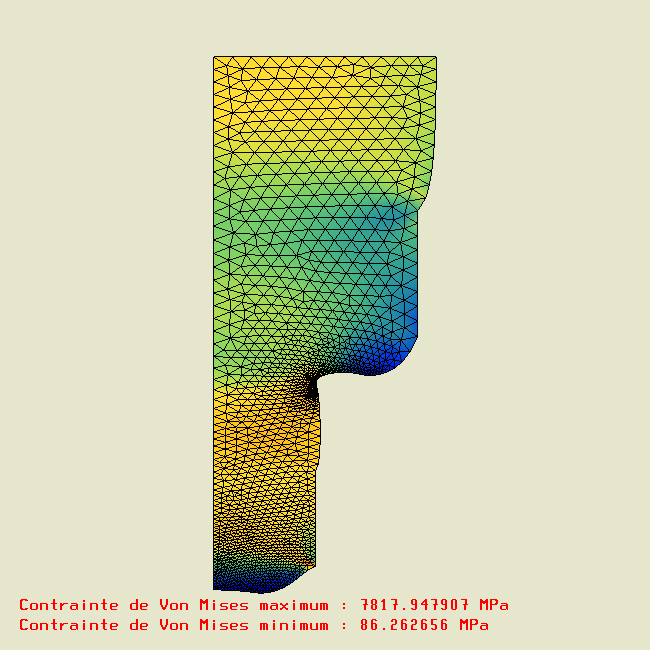 Contrainte de Von Mises maximum : 7817.947907 MPa
Contrainte de Von Mises minimum : 86.262656 MPa